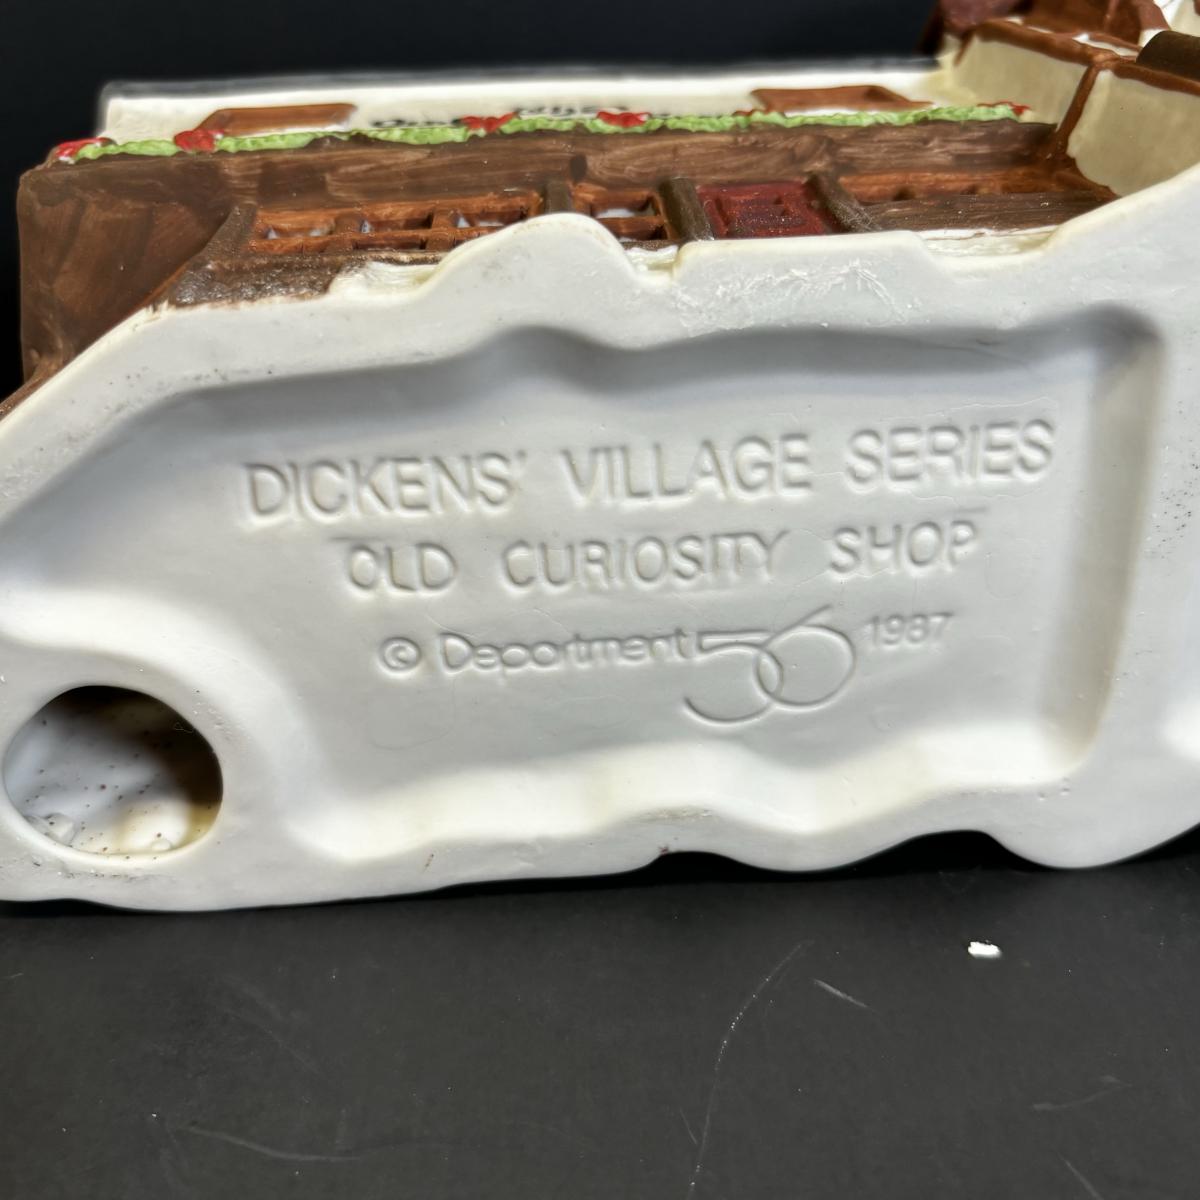 DICKENS' VILLAGE SERIES
OLD CURIOSITY SHOP
© Department 56 1987